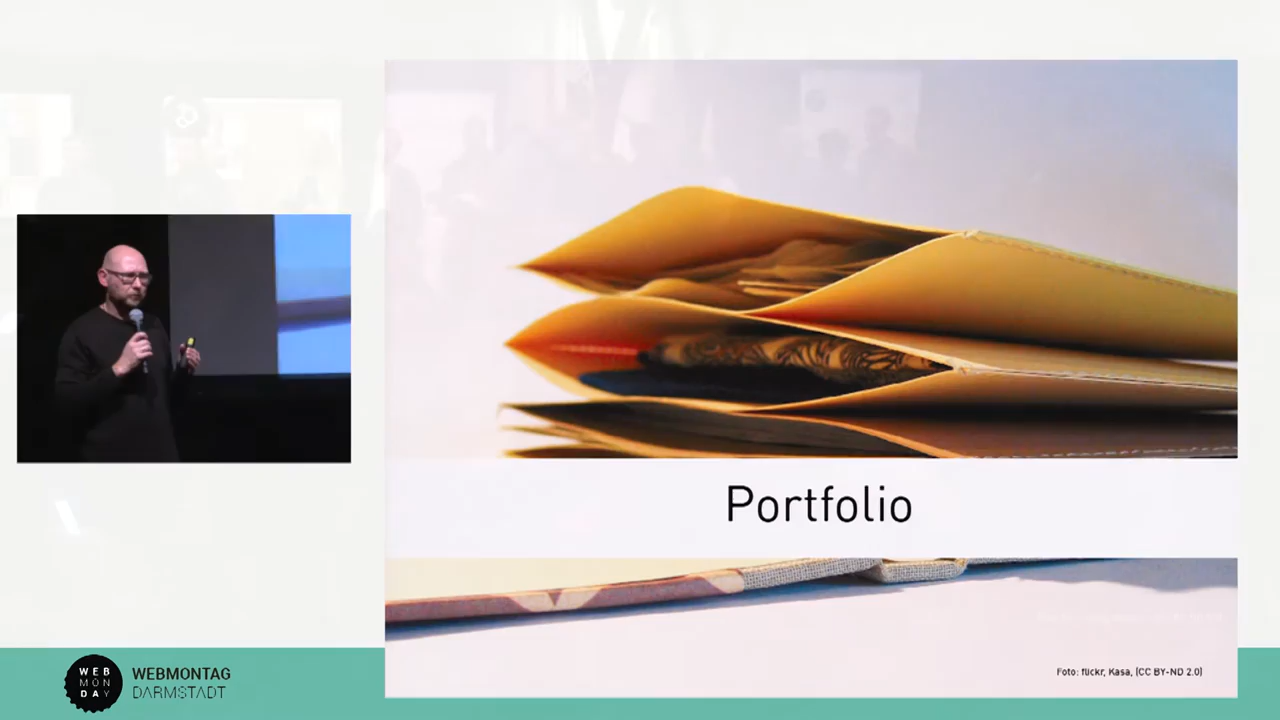 Portfolio
Foto: flickr, Kasa, (CC BY-ND 2.0)
WEB
MON
DAY
WEBMONTAG
DARMSTADT